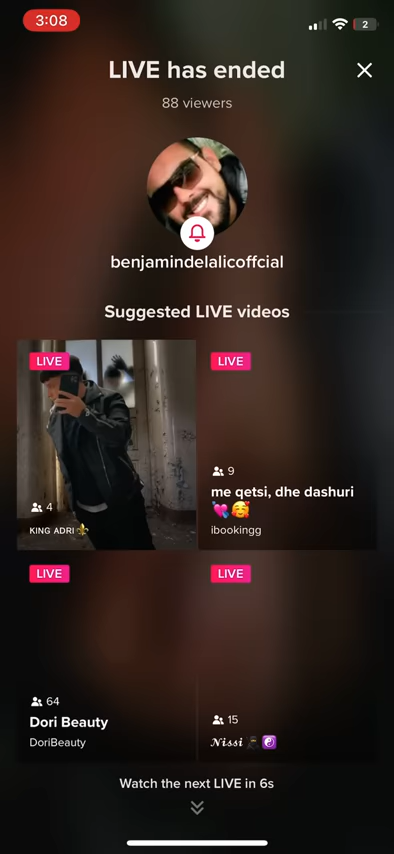 3:08
2
LIVE has ended
88 viewers
benjamindelalicoffcial
Suggested LIVE videos
LIVE
4
KING ADRI⚜️
LIVE
9
me qetsi, dhe dashuri
💘🥰
ibookingg
LIVE
64
Dori Beauty
DoriBeauty
LIVE
15
𝓝𝓲𝓼𝓼𝓲 🥷🏿☯️
Watch the next LIVE in 6s